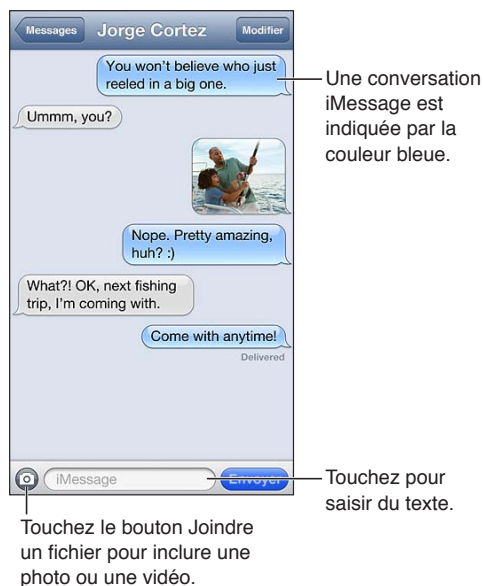 Messages Jorge Cortez Modifier
You won't believe who just
reeled in a big one.
Une conversation
iMessage est
indiquée par la
couleur bleue.
Ummm, you?
Nope. Pretty amazing,
huh? :)
What?! OK, next fishing
trip, I'm coming with.
Come with anytime!
Delivered
iMessage Envoyer
Touchez pour
saisir du texte.
Touchez le bouton Joindre
un fichier pour inclure une
photo ou une vidéo.